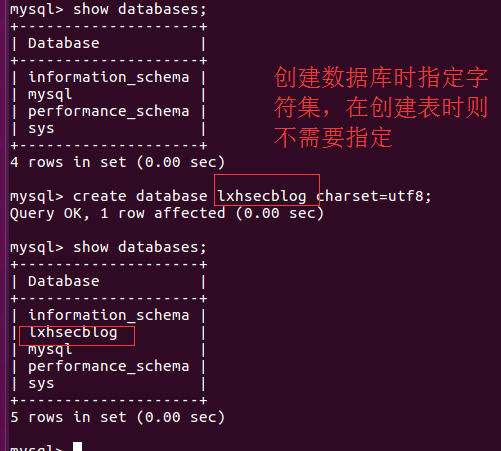 mysql> show databases;
+--------------------+
| Database           |
+--------------------+
| information_schema |
| mysql              |
| performance_schema |
| sys                |
+--------------------+
4 rows in set (0.00 sec)
创建数据库时指定字
符集，在创建表时则
不需要指定
mysql> create database lxhsecblog charset=utf8;
Query OK, 1 row affected (0.00 sec)
mysql> show databases;
+--------------------+
| Database           |
+--------------------+
| information_schema |
| lxhsecblog         |
| mysql              |
| performance_schema |
| sys                |
+--------------------+
5 rows in set (0.00 sec)
mysql>